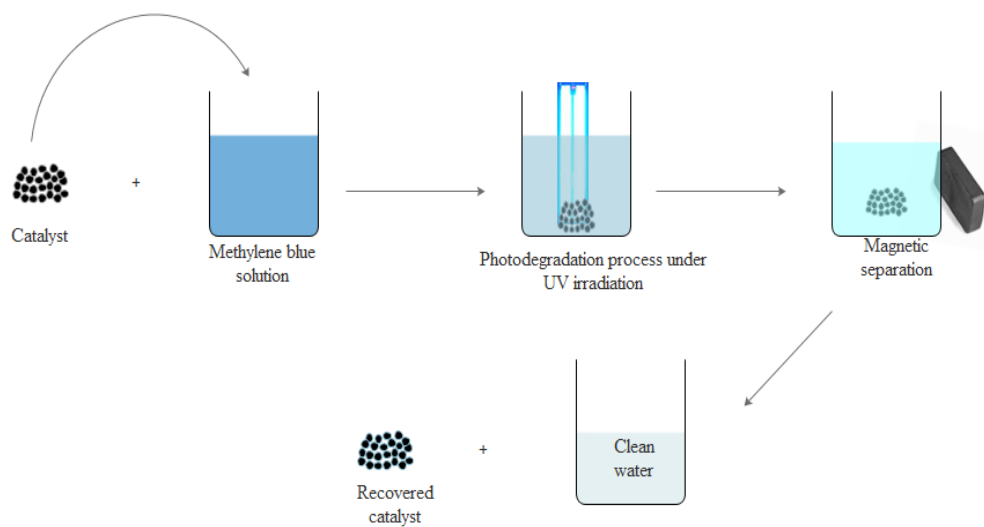 +
Catalyst
Methylene blue
solution
Photodegradation process under
UV irradiation
Magnetic
separation
+
Clean
water
Recovered
catalyst